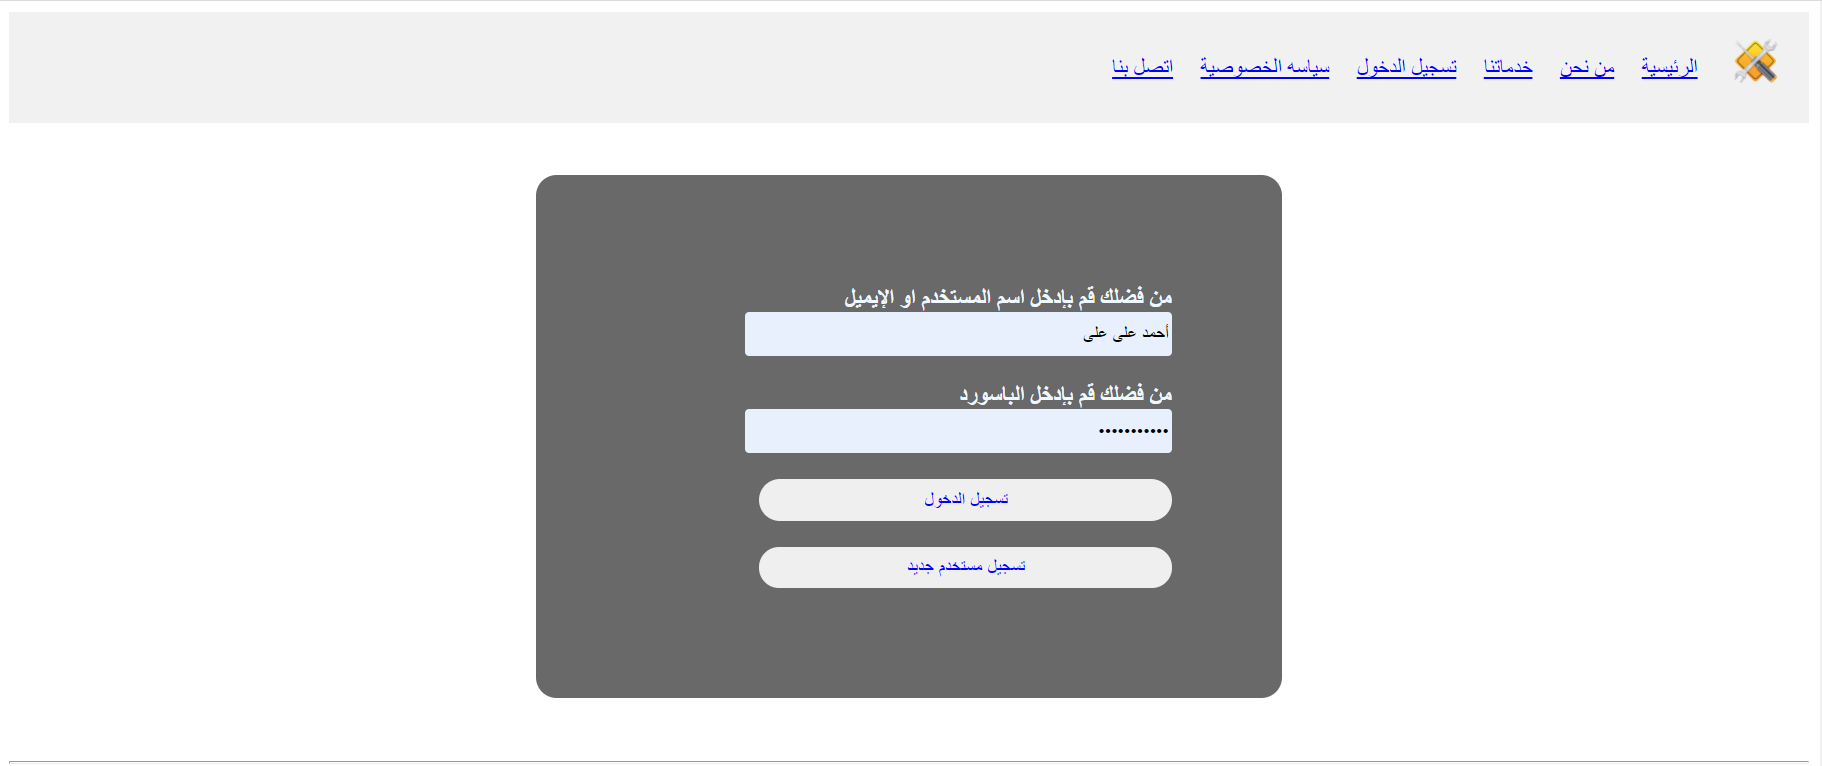 الرئيسية من نحن خدماتنا تسجيل الدخول سياسه الخصوصية اتصل بنا
من فضلك قم بإدخل اسم المستخدم او الإيميل
أحمد على على
من فضلك قم بإدخل الباسورد
•••••••••••
تسجيل الدخول
تسجيل مستخدم جديد